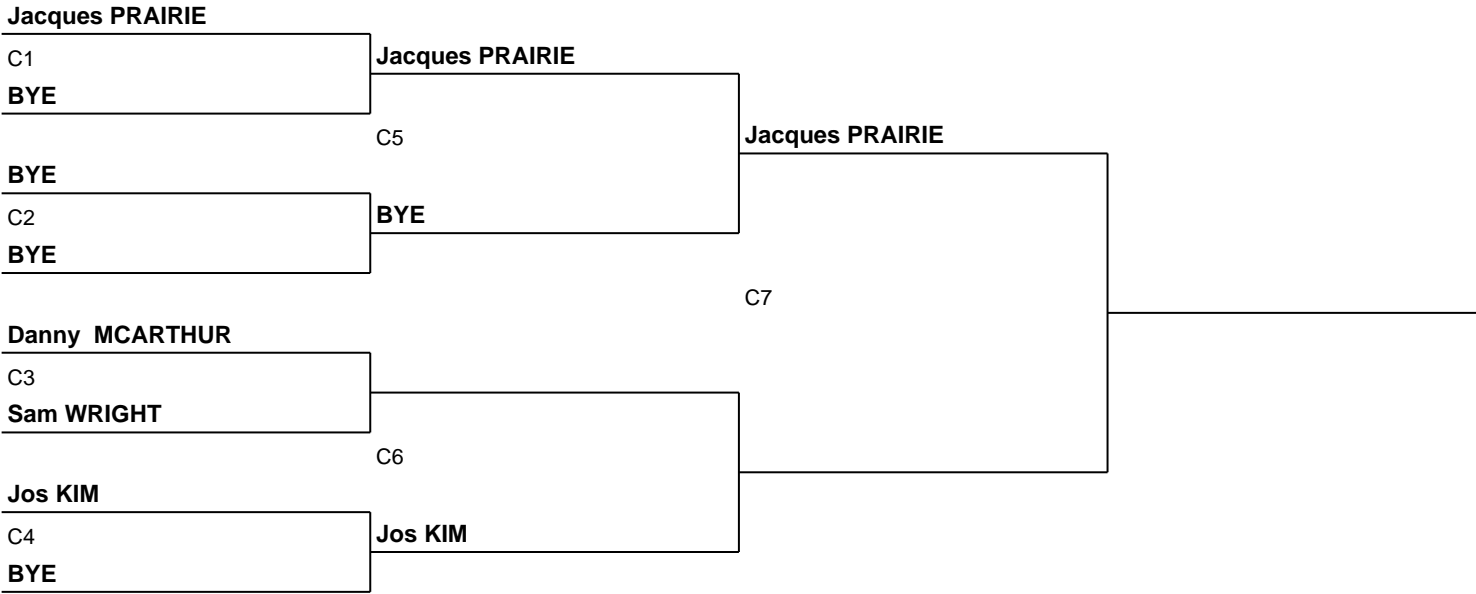 Jacques PRAIRIE
C1
Jacques PRAIRIE
BYE
C5
Jacques PRAIRIE
BYE
C2
BYE
BYE
C7
Danny  MCARTHUR
C3
Sam WRIGHT
C6
Jos KIM
C4
Jos KIM
BYE